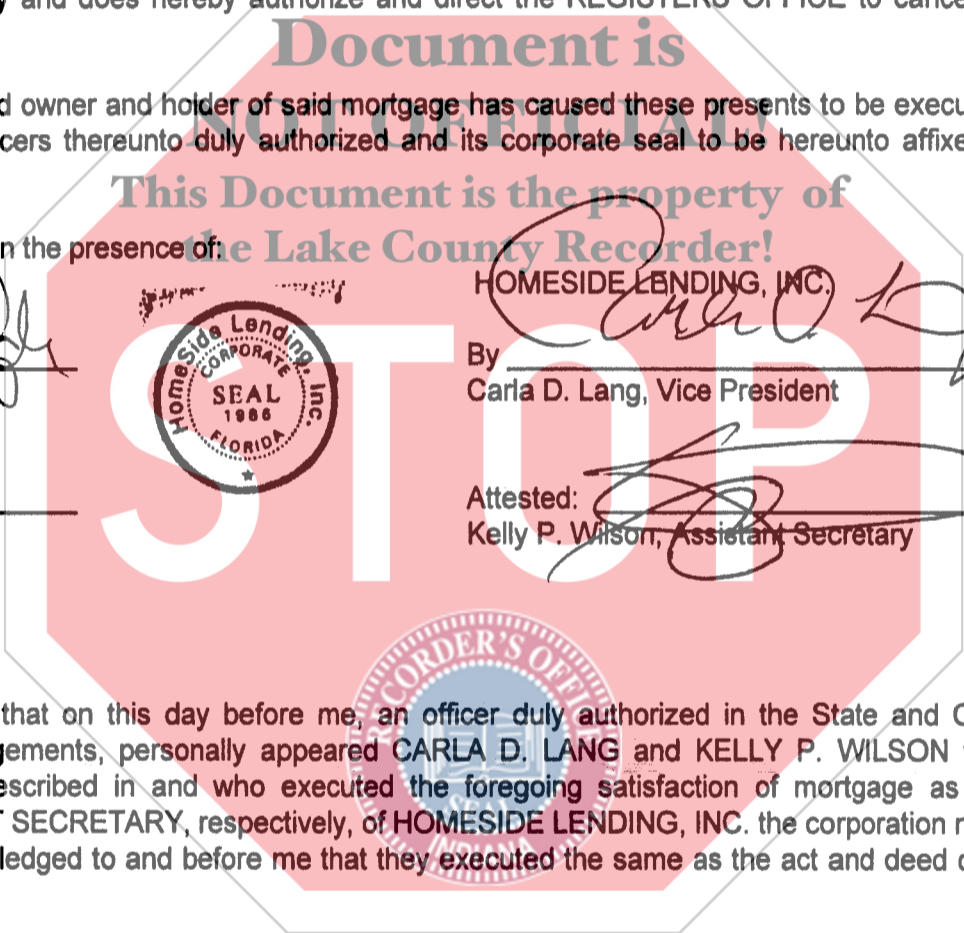 and does hereby authorize and direct the REGISTERS OFFICE to cance
Document is
owner and holder of said mortgage has caused these presents to be execu
NOT OFFICIAL!
cers thereunto duly authorized and its corporate seal to be hereunto affixe
This Document is the property of
n the presence of:
the Lake County Recorder!
HOMESIDE LENDING, INC.
HomeSide Lending, Inc.
CORPORATE
SEAL
1986
FLORIDA
By
Carla D. Lang, Vice President
STOP
Attested:
Kelly P. Wilson, Assistant Secretary
RECORDER'S OFFICE
that on this day before me, an officer duly authorized in the State and C
gements, personally appeared CARLA D. LANG and KELLY P. WILSON
escribed in and who executed the foregoing satisfaction of mortgage as
SECRETARY, respectively, of HOMESIDE LENDING, INC. the corporation
SEAL
ledged to and before me that they executed the same as the act and deed
INDIANA